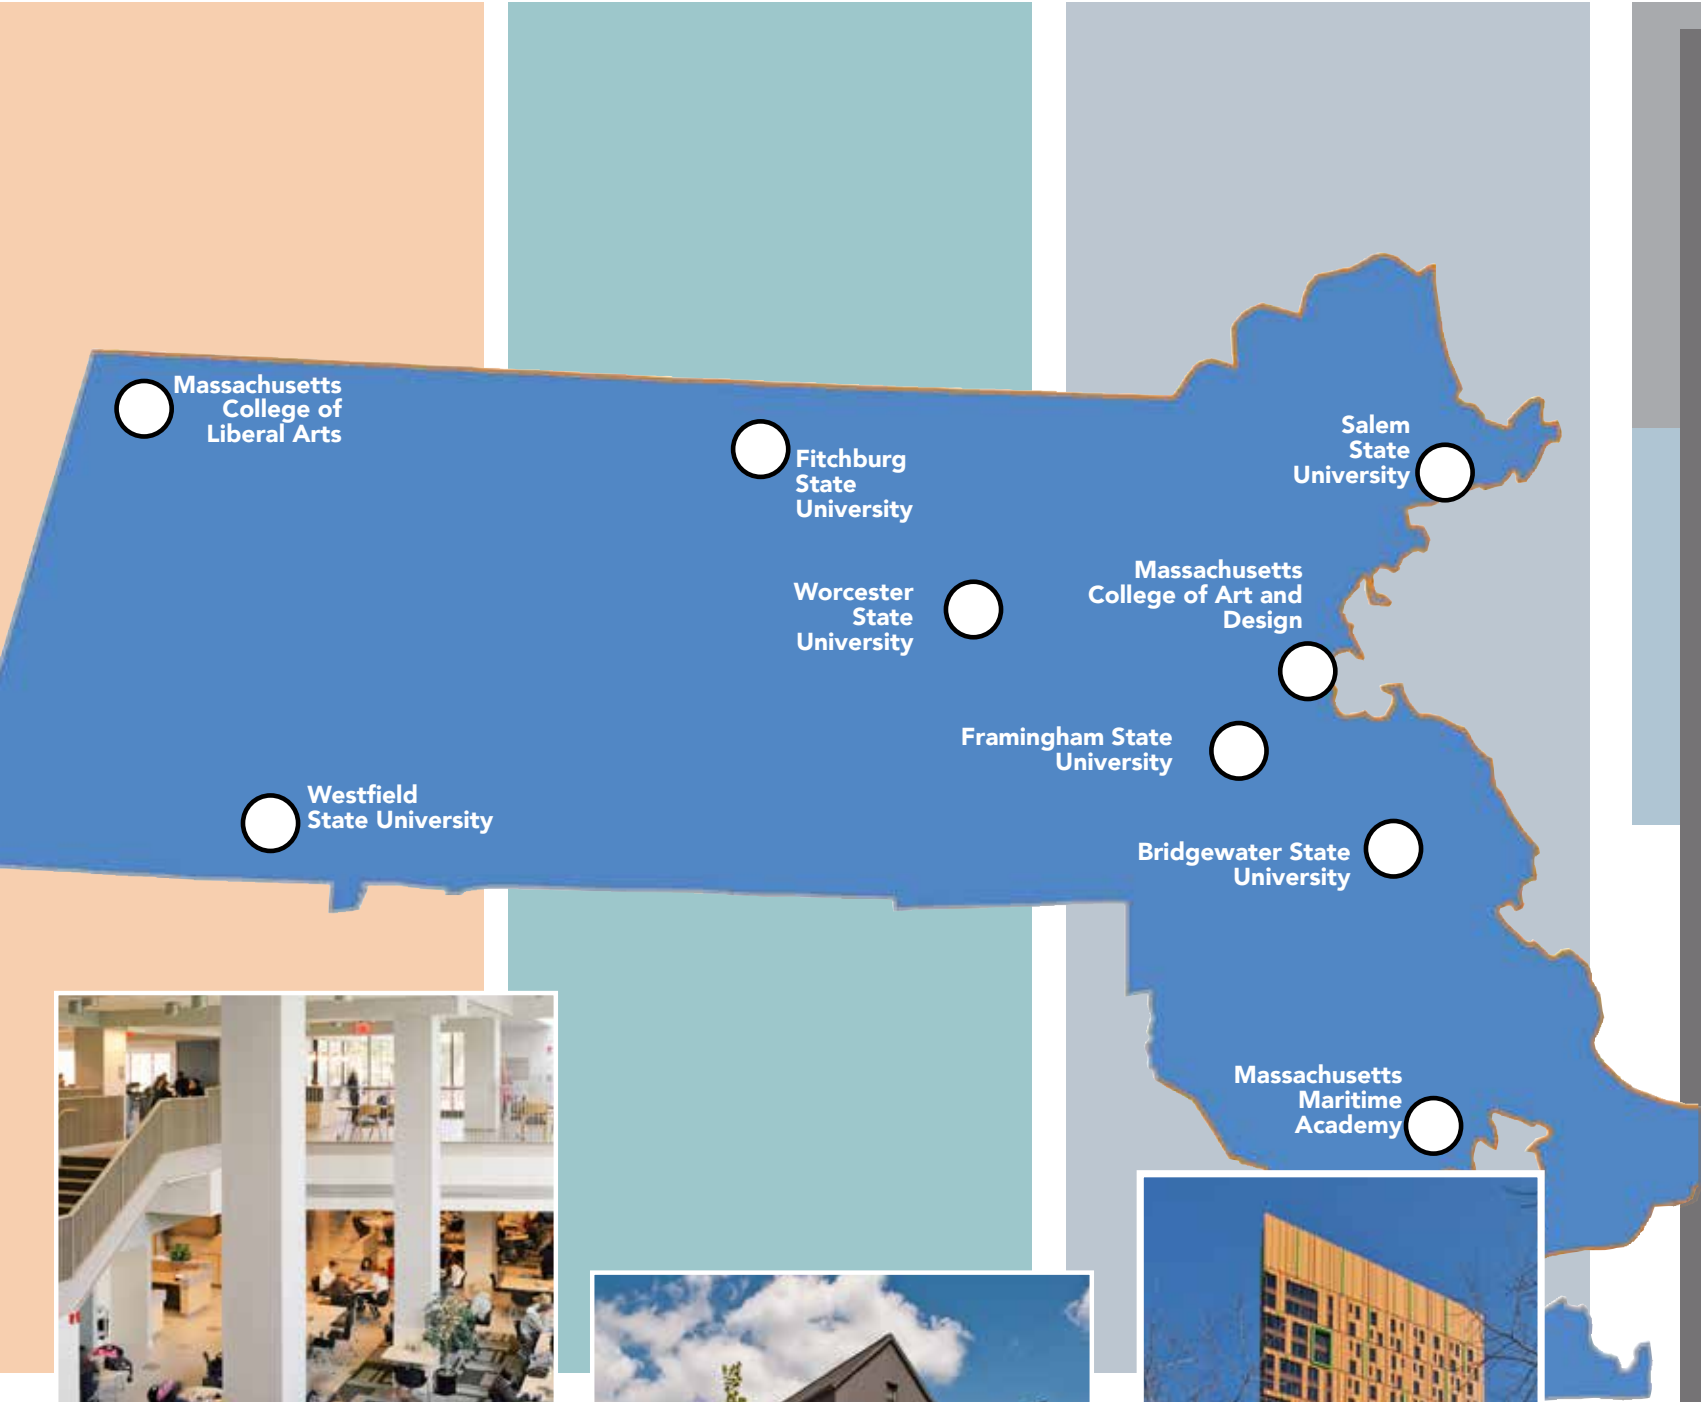 Massachusetts
College of
Liberal Arts
Fitchburg
State
University
Salem
State
University
Worcester
State
University
Massachusetts
College of Art and
Design
Framingham State
University
Westfield
State University
Bridgewater State
University
Massachusetts
Maritime
Academy